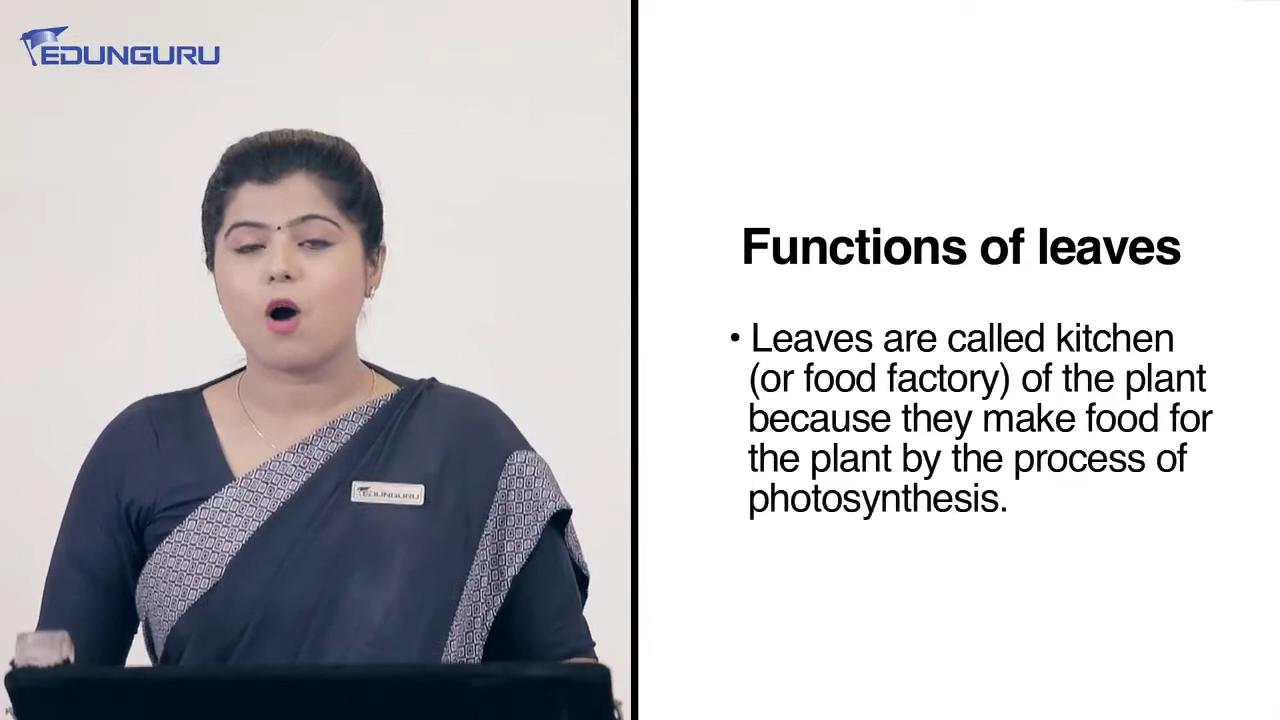 EDUNGURU
Functions of leaves
• Leaves are called kitchen
(or food factory) of the plant
because they make food for
the plant by the process of
photosynthesis.
EDUNGURU